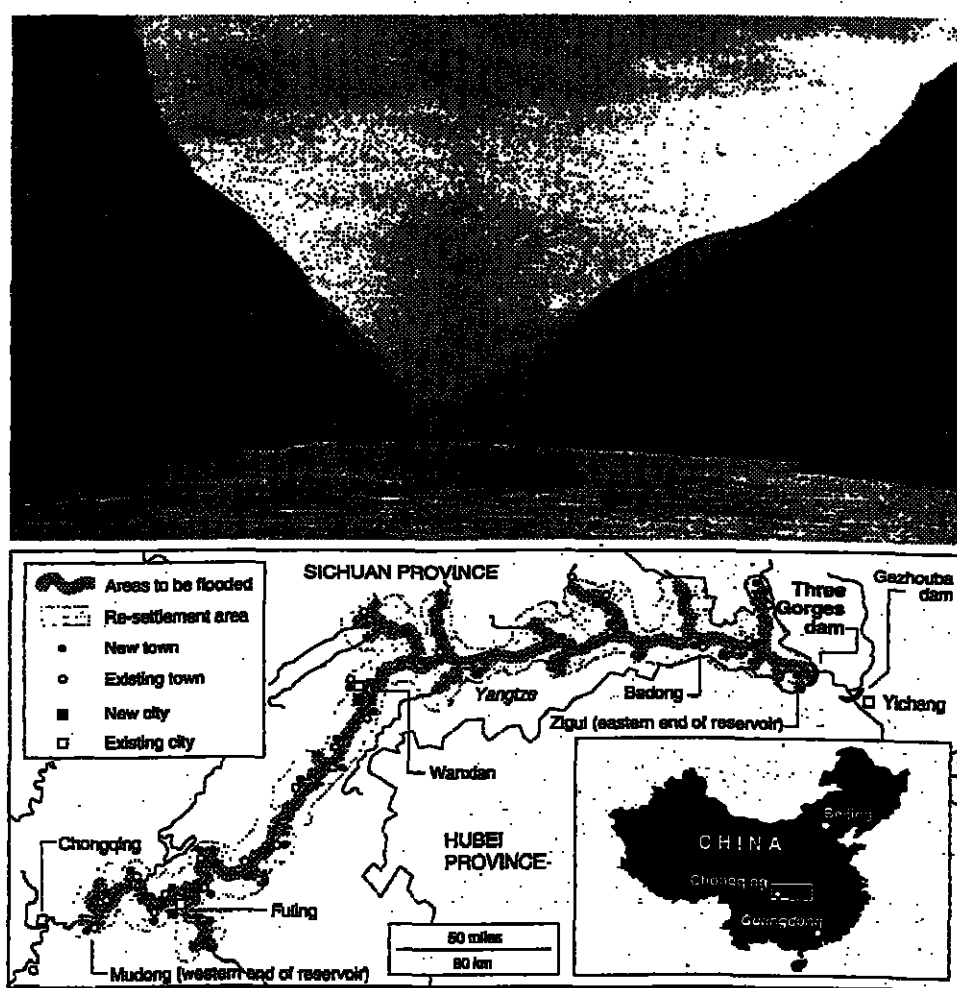 Areas to be flooded
Re-settlement area
New town
Existing town
New city
Existing city
SICHUAN PROVINCE
Three
Gorges
dam
Gezhouba
dam
Yangtze
Badong
Yichang
Zigui (eastern end of reservoir)
Wanxian
HUBEI
PROVINCE
Chongqing
Fuling
Mudong (western end of reservoir)
50 miles
80 km
CHINA
Beijing
Chongqing
Guangdong